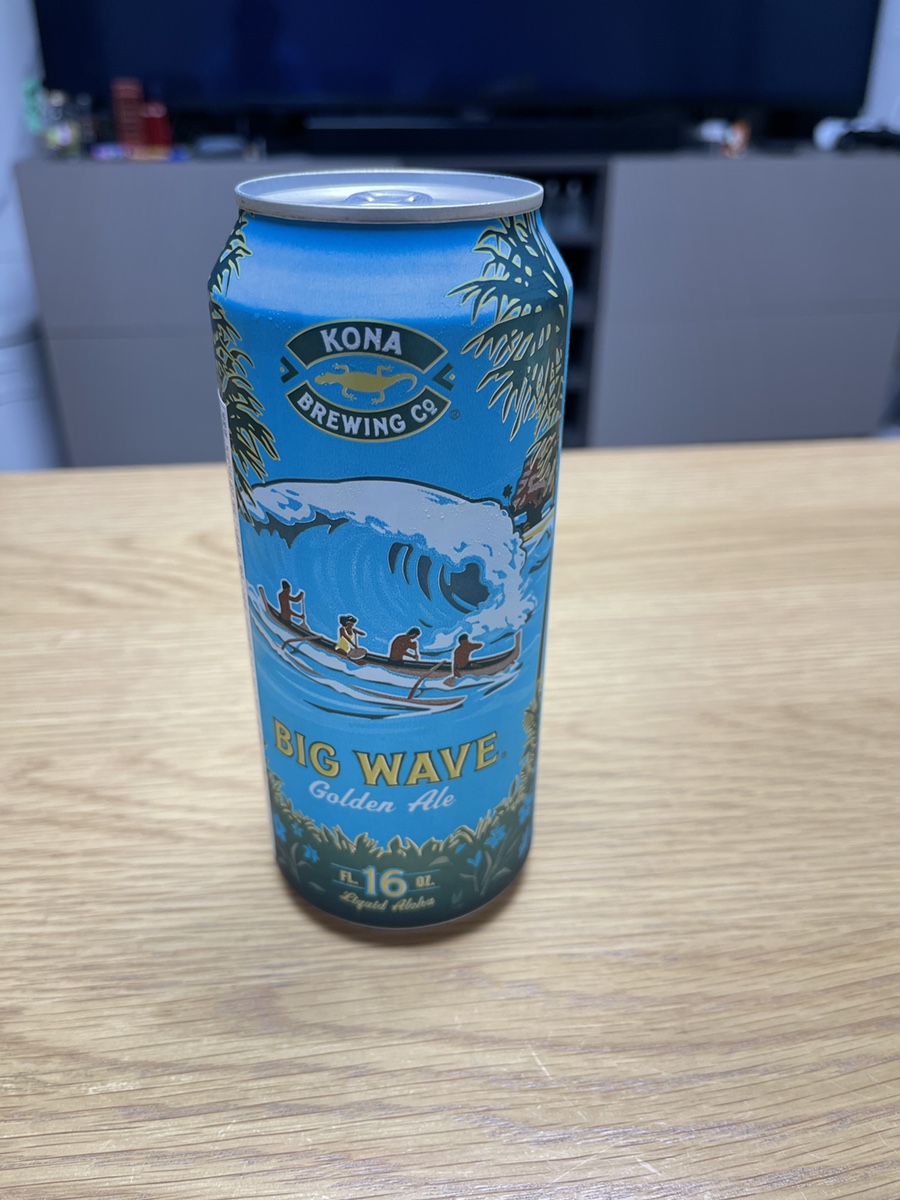 KONA
BREWING CO
BIG WAVE
Golden Ale
FL. 16 OZ.
Liquid Aloha